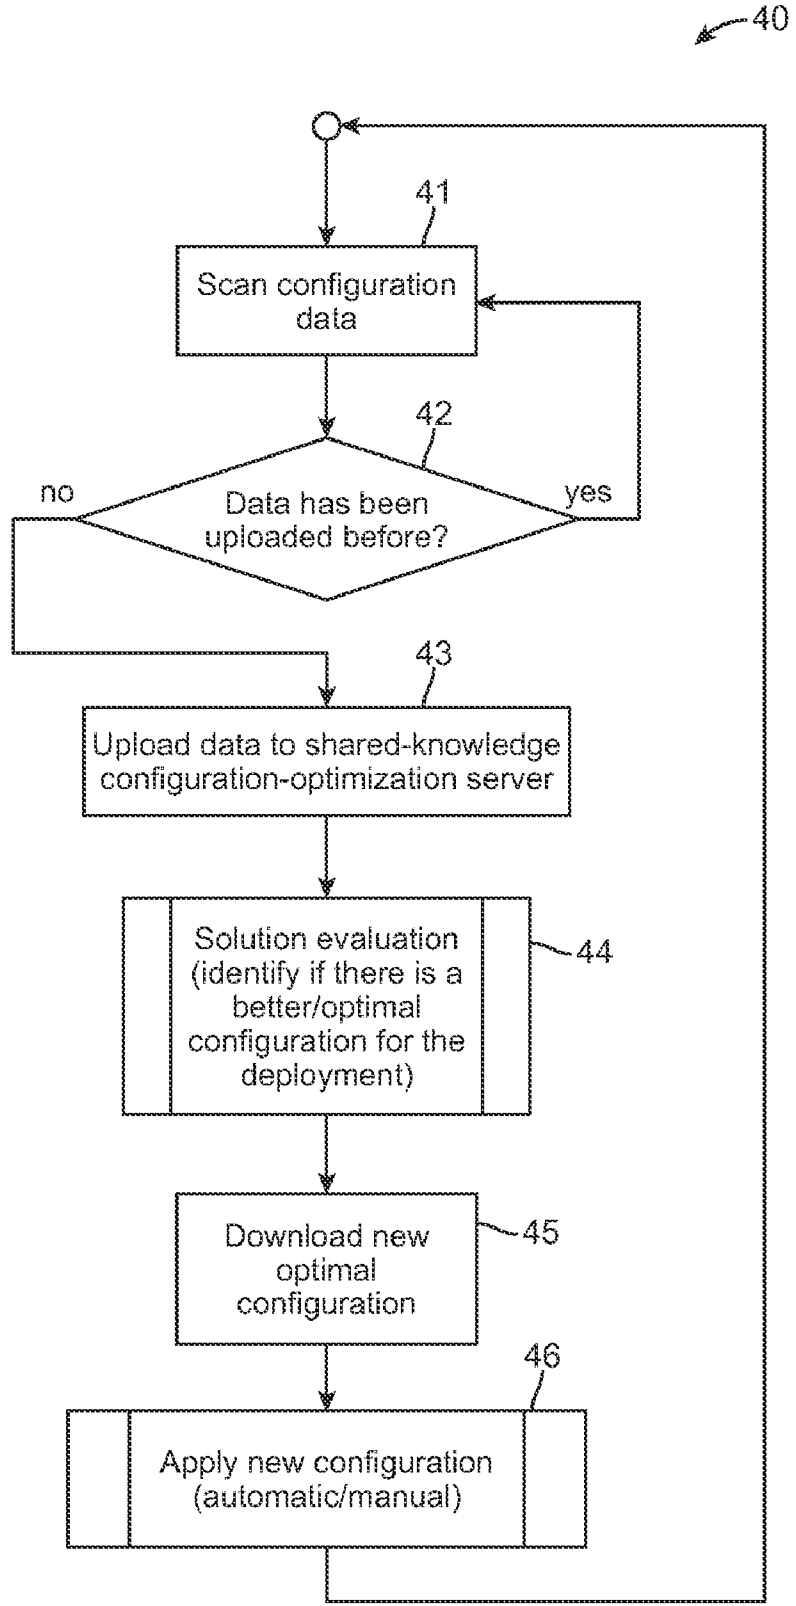 40
41
Scan configuration
data
42
no
yes
Data has been
uploaded before?
43
Upload data to shared-knowledge
configuration-optimization server
Solution evaluation
(identify if there is a
better/optimal
configuration for the
deployment)
44
Download new
optimal
configuration
45
46
Apply new configuration
(automatic/manual)